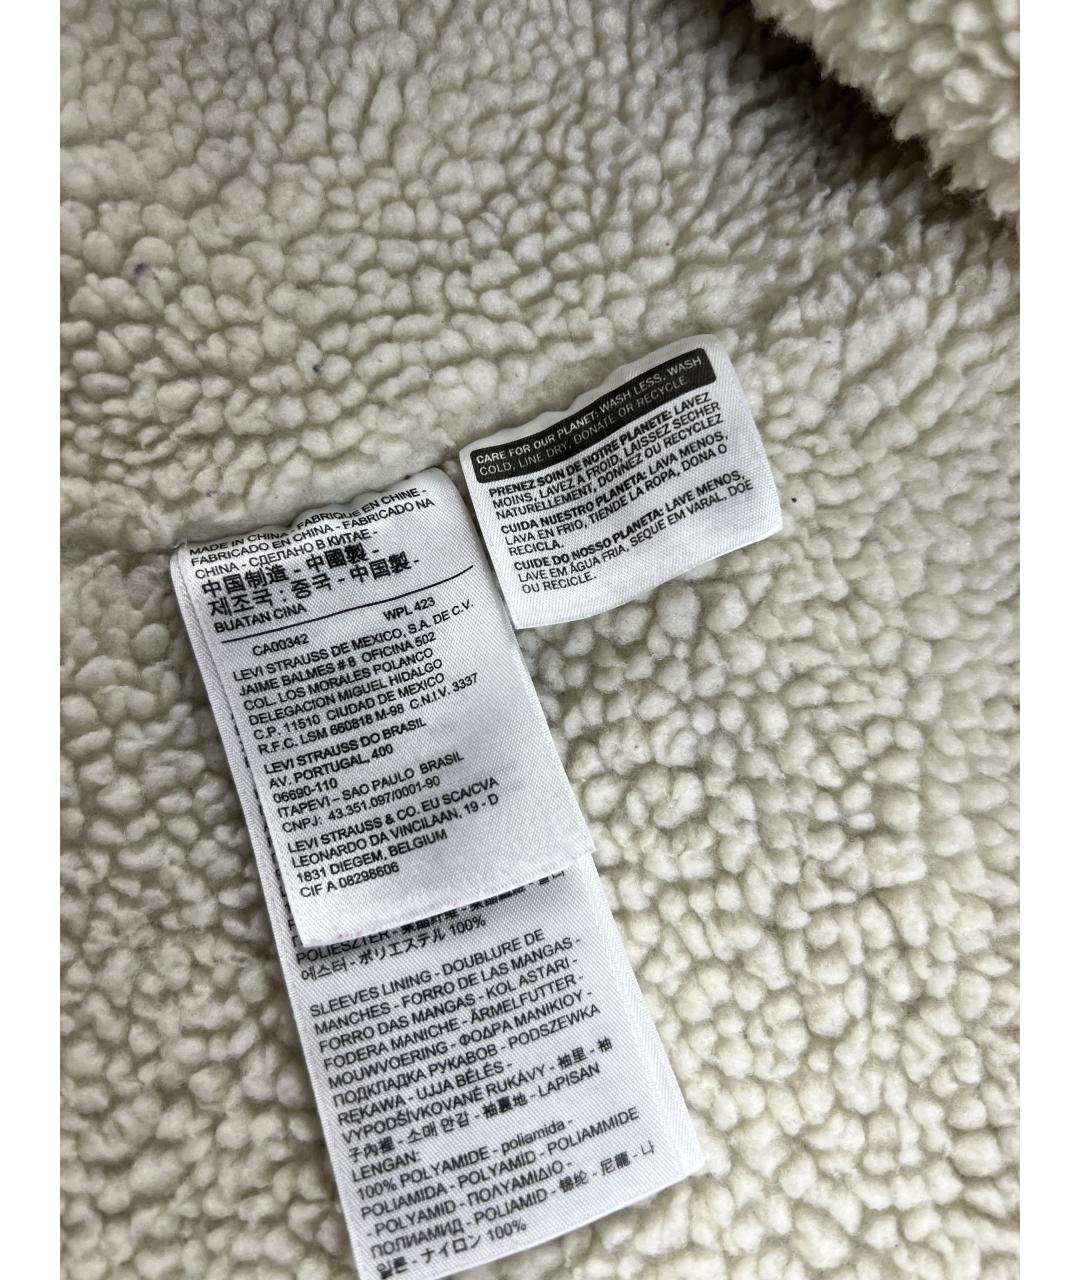 CARE FOR OUR PLANET: WASH LESS, WASH
COLD, LINE DRY, DONATE OR RECYCLE
PRENEZ SOIN DE NOTRE PLANETE: LAVEZ
MOINS, LAVEZ A FROID, LAISSEZ SECHER
NATURELLEMENT, DONNEZ OU RECYCLEZ
CUIDA NUESTRO PLANETA: LAVA MENOS,
LAVA EN FRIO, TIENDE LA ROPA, DONA O
RECICLA.
CUIDE DO NOSSO PLANETA: LAVE MENOS,
LAVE EM ÁGUA FRIA, SEQUE EM VARAL, DOE
OU RECICLE.
MADE IN CHINA - FABRIQUE EN CHINE -
FABRICADO EN CHINA - FABRICADO NA
CHINA - СДЕЛАНО В КИТАЕ -
中国制造 - 中國製 -
제조국 : 중국 - 中国製 -
BUATAN CINA
CA00342 WPL 423
LEVI STRAUSS DE MEXICO, S.A. DE C.V.
JAIME BALMES # 8 OFICINA 502
COL. LOS MORALES POLANCO
DELEGACION MIGUEL HIDALGO
C.P. 11510 CIUDAD DE MEXICO
R.F.C. LSM 660818 M-98 C.N.I.V. 3337
LEVI STRAUSS DO BRASIL
AV. PORTUGAL, 400
06690-110
ITAPEVI – SAO PAULO BRASIL
CNPJ: 43.351.097/0001-90
LEVI STRAUSS & CO. EU SCA/CVA
LEONARDO DA VINCILAAN, 19 - D
1831 DIEGEM, BELGIUM
CIF A 08298606
POLIESZTER -
에스터 - ポリエステル 100%
SLEEVES LINING - DOUBLURE DE
MANCHES - FORRO DE LAS MANGAS -
FORRO DAS MANGAS - KOL ASTARI -
FODERA MANICHE - ÄRMELFUTTER -
MOUWVOERING - ΦΟΔΡΑ ΜΑΝΙΚΙΟΥ -
ПОДКЛАДКА РУКАВОВ - PODSZEWKA
RĘKAWA - UJJA BÉLÉS -
VYPODŠÍVKOVANÉ RUKÁVY - 袖里 - 袖
子內裡 - 소매 안감 - 袖裏地 - LAPISAN
LENGAN:
100% POLYAMIDE - poliamida -
POLIAMIDA - POLYAMID - POLIAMMIDE
- POLYAMID - ΠΟΛΥΑΜΙΔΙΟ -
ПОЛИАМИД - POLIAMID - 锦纶 - 尼龍 - 나
일론 - ナイロン 100%